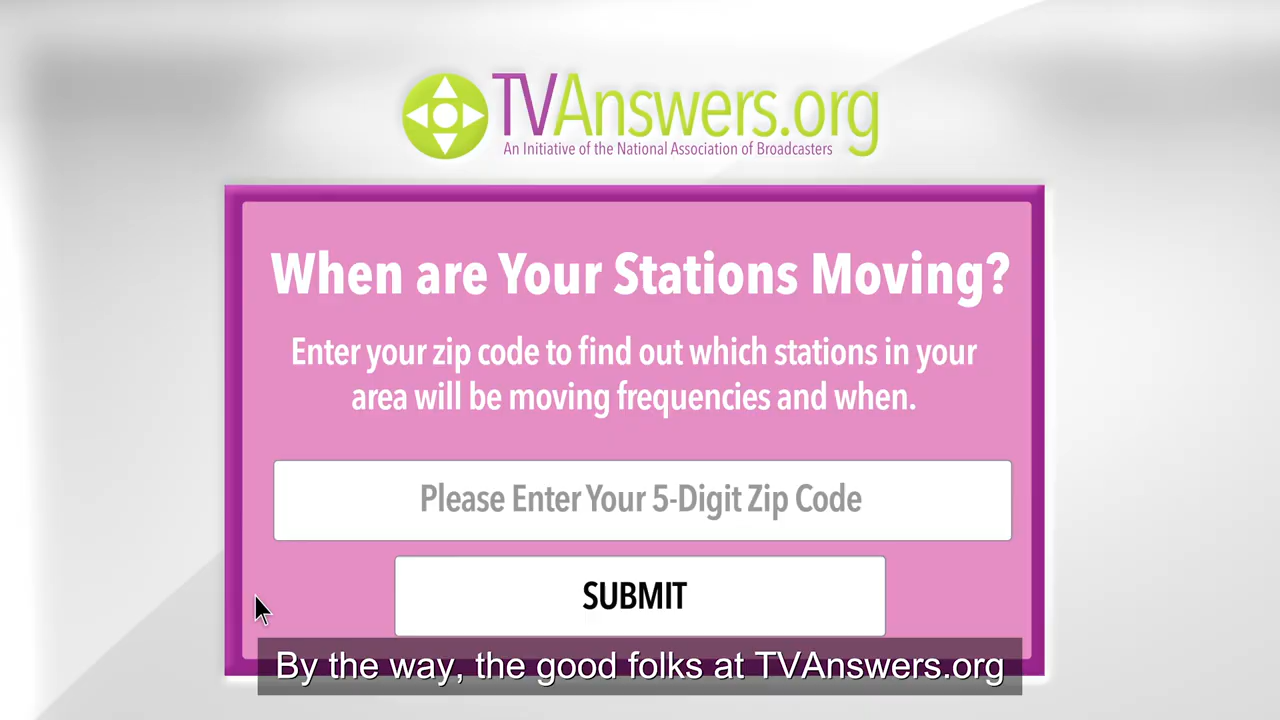 TVAnswers.org
An Initiative of the National Association of Broadcasters
When are Your Stations Moving?
Enter your zip code to find out which stations in your
area will be moving frequencies and when.
Please Enter Your 5-Digit Zip Code
SUBMIT
By the way, the good folks at TVAnswers.org